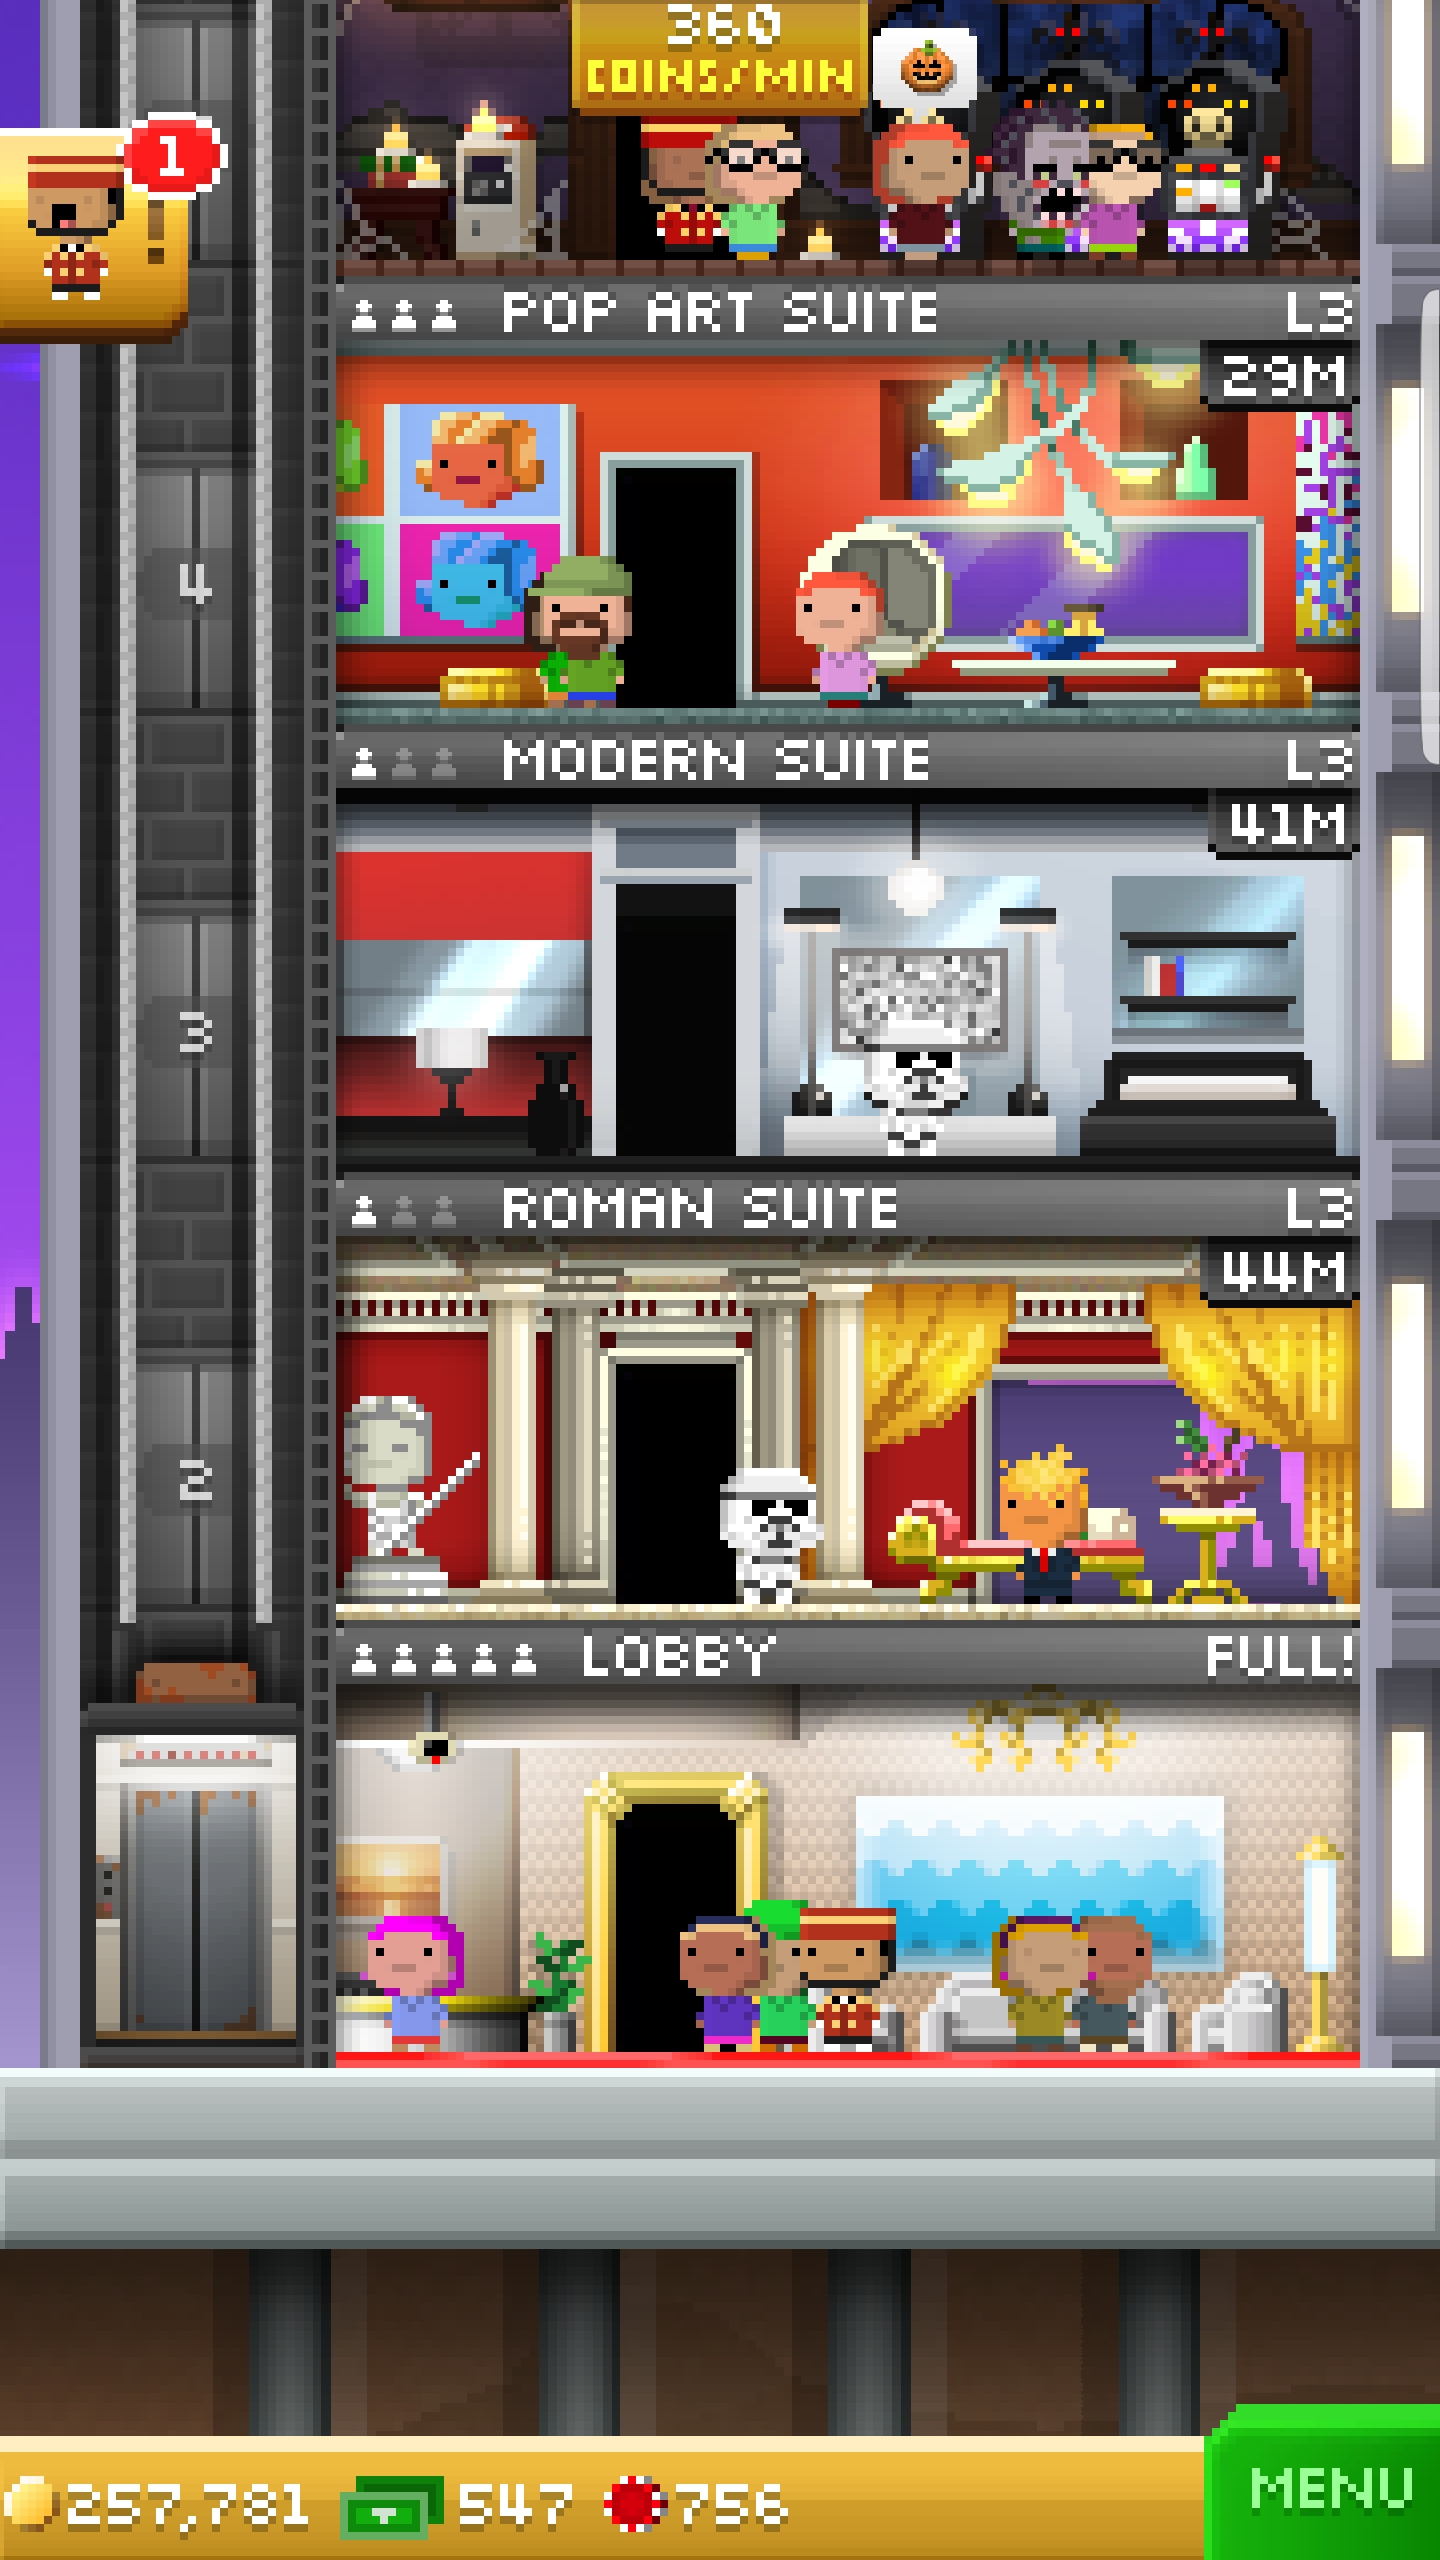 360
COINS/MIN
1
!
POP ART SUITE L3
29M
4
MODERN SUITE L3
41M
3
ROMAN SUITE L3
44M
2
LOBBY FULL!
257,781 547 756 MENU